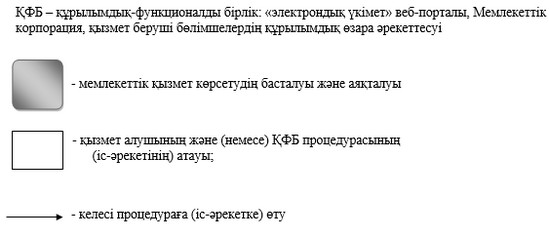 ҚФБ – құрылымдық-функционалды бірлік: «электрондық үкімет» веб-порталы, Мемлекеттік
корпорация, қызмет беруші бөлімшелердің құрылымдық өзара әрекеттесуі
- мемлекеттік қызмет көрсетудің басталуы және аяқталуы
- қызмет алушының және (немесе) ҚФБ процедурасының
(іс-әрекетінің) атауы;
- келесі процедураға (іс-әрекетке) өту